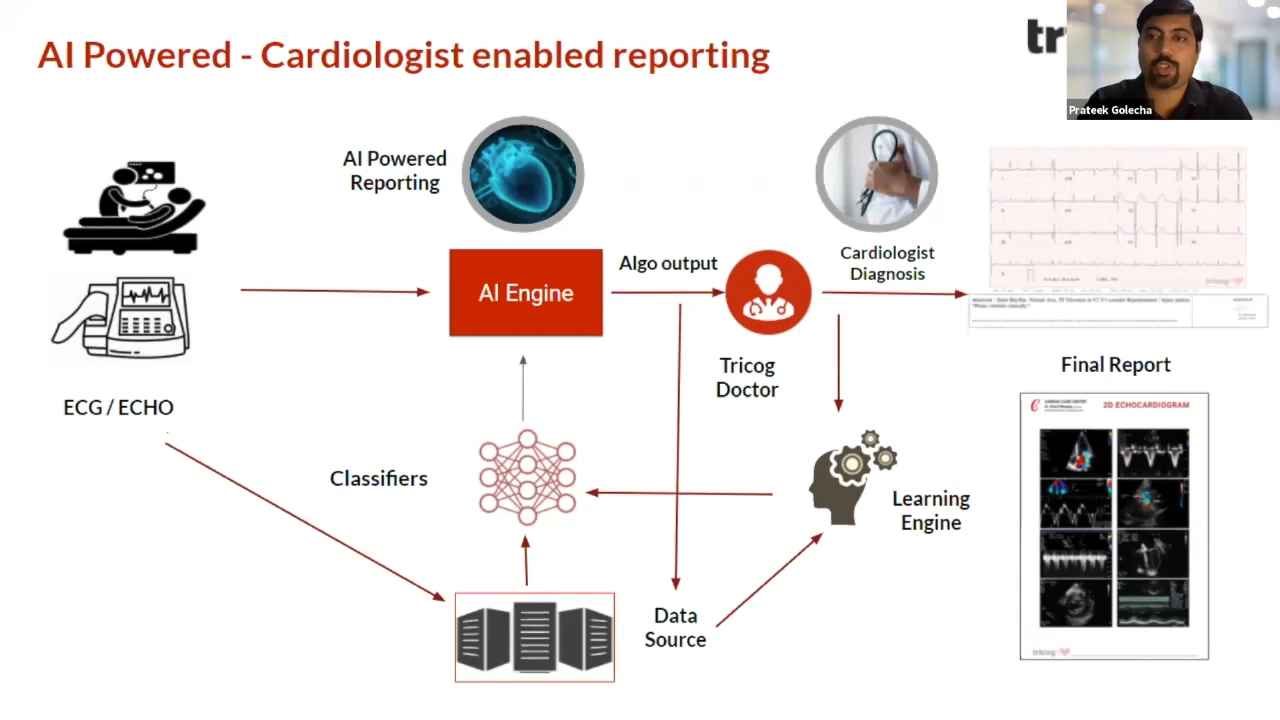 AI Powered - Cardiologist enabled reporting
Prateek Golecha
AI Powered
Reporting
Cardiologist
Diagnosis
Algo output
AI Engine
Tricog
Doctor
ECG / ECHO
Final Report
Classifiers
Learning
Engine
Data
Source
2D ECHOCARDIOGRAM